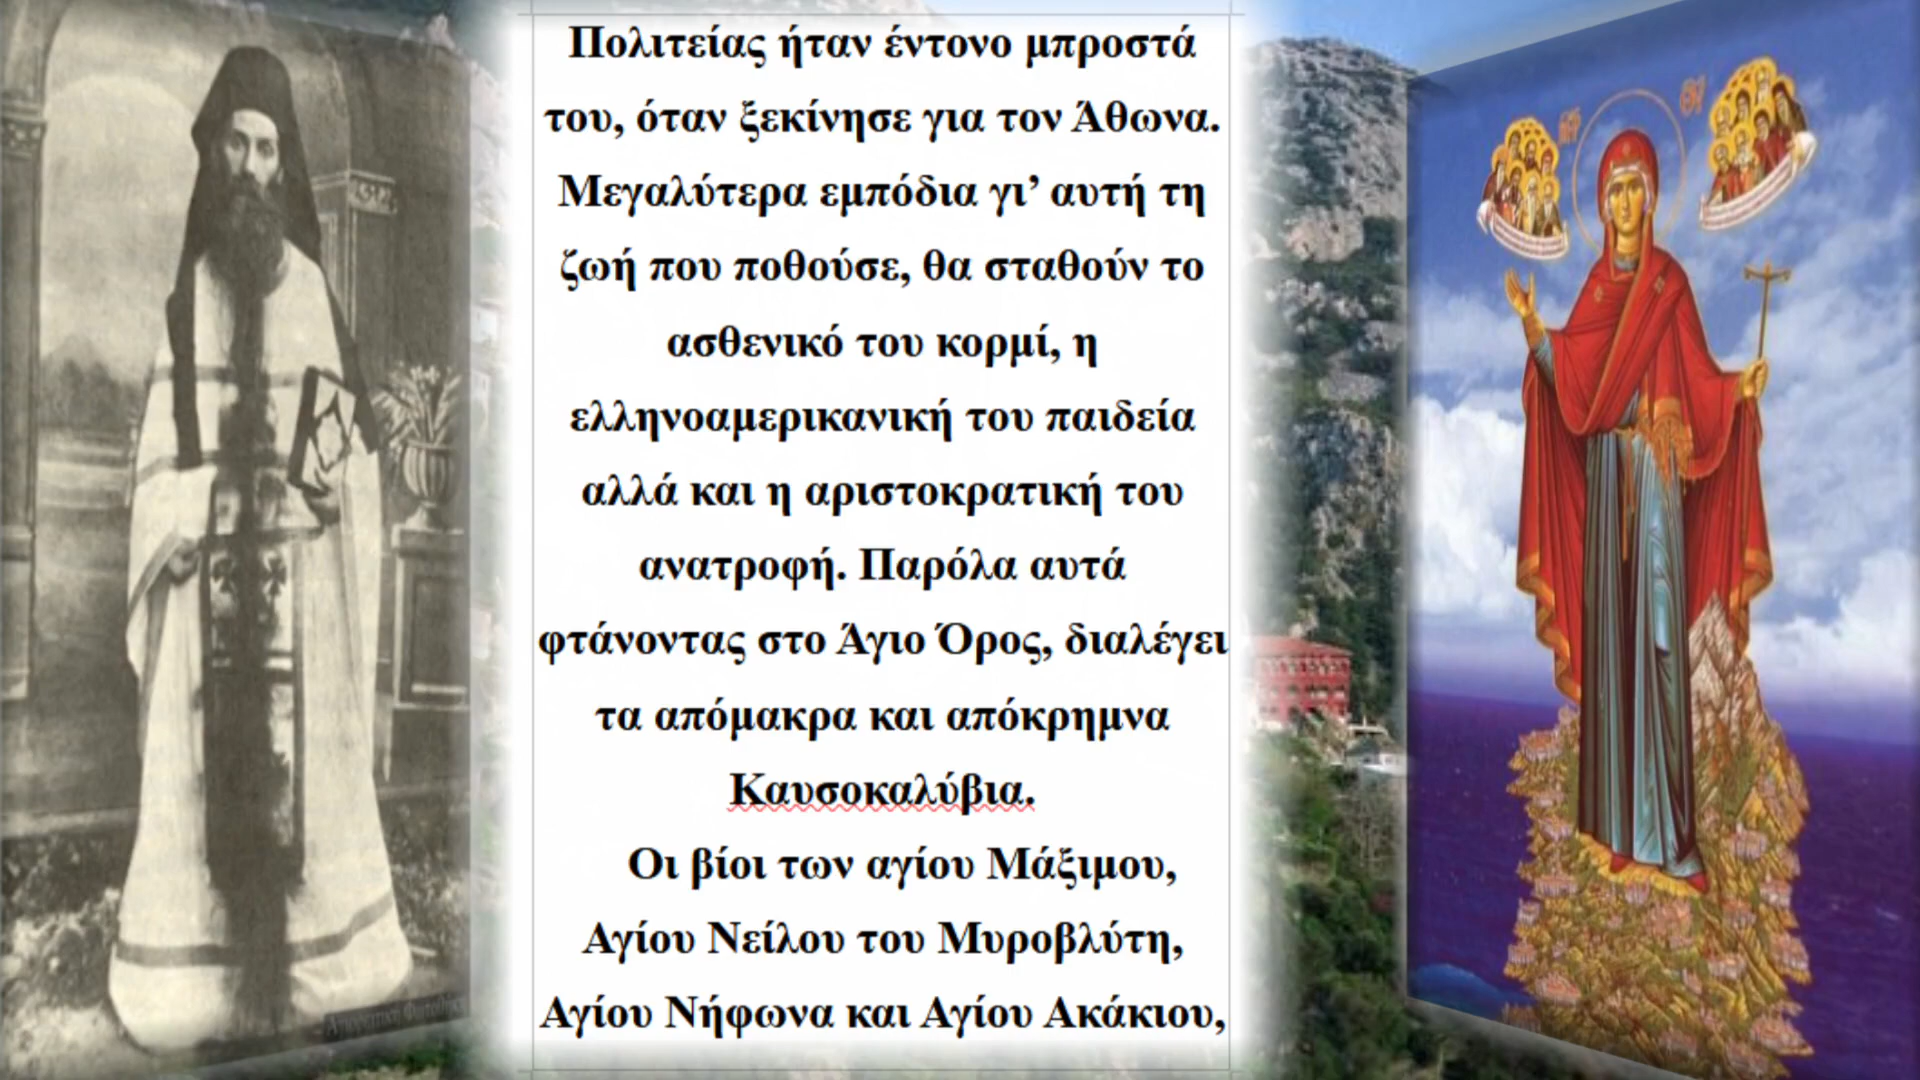 Πολιτείας ήταν έντονο μπροστά
του, όταν ξεκίνησε για τον Άθωνα.
Μεγαλύτερα εμπόδια γι’ αυτή τη
ζωή που ποθούσε, θα σταθούν το
ασθενικό του κορμί, η
ελληνοαμερικανική του παιδεία
αλλά και η αριστοκρατική του
ανατροφή. Παρόλα αυτά
φτάνοντας στο Άγιο Όρος, διαλέγει
τα απόμακρα και απόκρημνα
Καυσοκαλύβια.
Οι βίοι των αγίου Μάξιμου,
Αγίου Νείλου του Μυροβλύτη,
Αγίου Νήφωνα και Αγίου Ακάκιου,